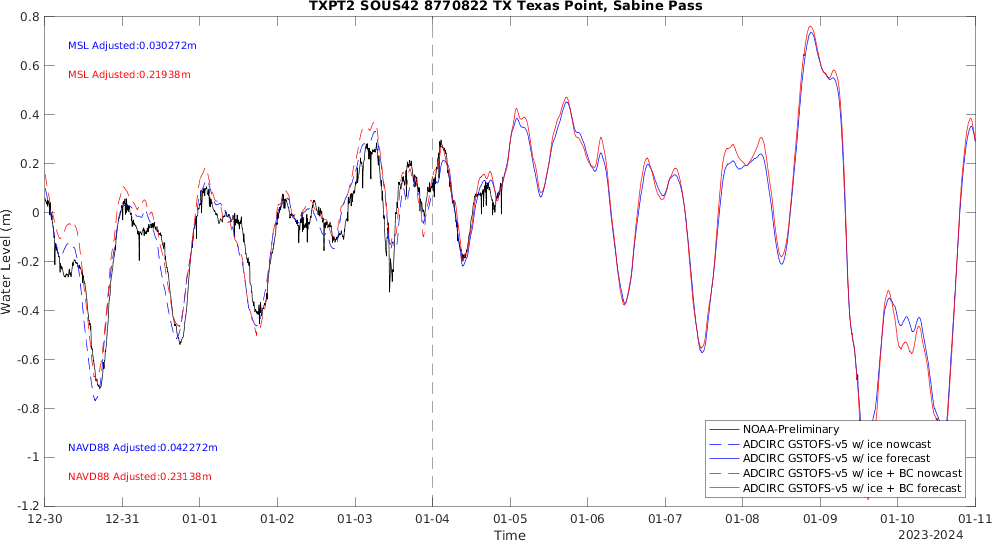 TXPT2 SOUS42 8770822 TX Texas Point, Sabine Pass
0.8
0.6
0.4
0.2
0
-0.2
-0.4
-0.6
-0.8
-1
-1.2
Water Level (m)
MSL Adjusted:0.030272m
MSL Adjusted:0.21938m
NAVD88 Adjusted:0.042272m
NAVD88 Adjusted:0.23138m
NOAA-Preliminary
ADCIRC GSTOFS-v5 w/ ice nowcast
ADCIRC GSTOFS-v5 w/ ice forecast
ADCIRC GSTOFS-v5 w/ ice + BC nowcast
ADCIRC GSTOFS-v5 w/ ice + BC forecast
12-30 12-31 01-01 01-02 01-03 01-04 01-05 01-06 01-07 01-08 01-09 01-10 01-11
Time
2023-2024